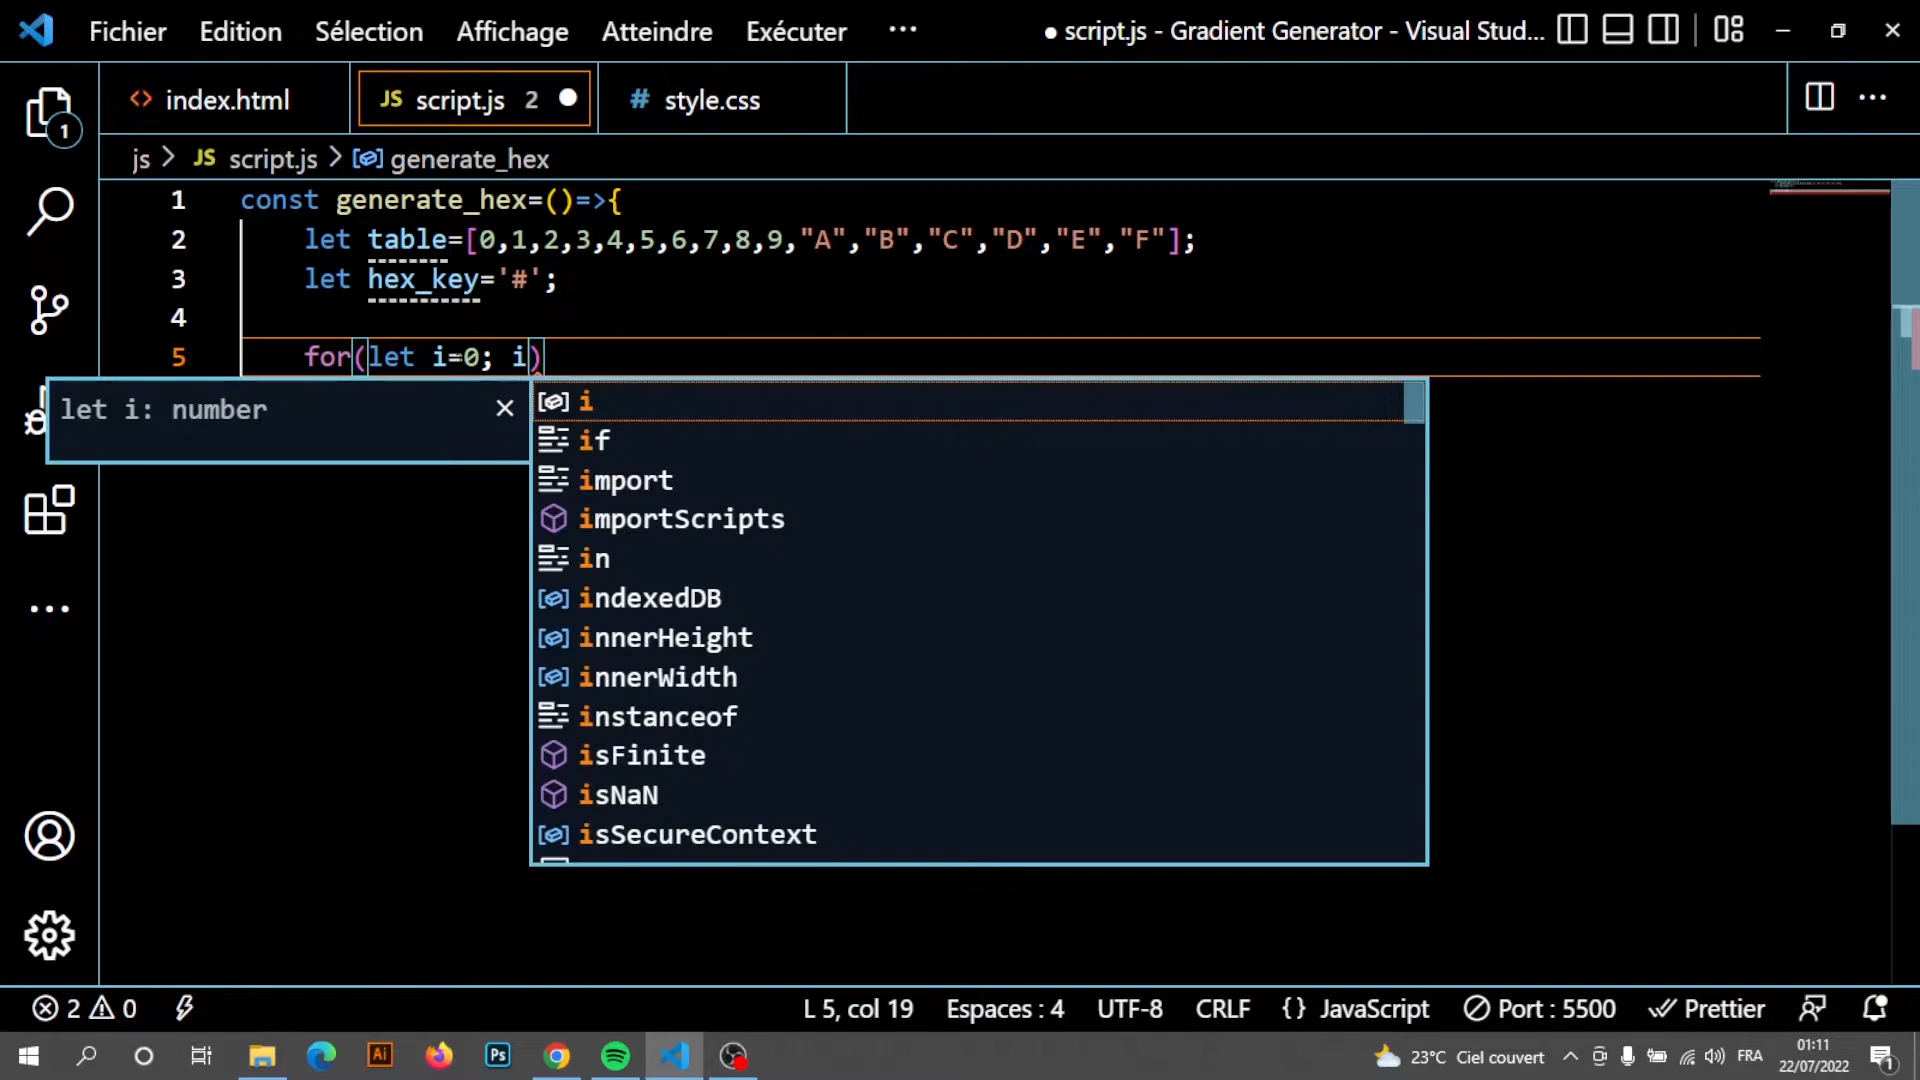 Fichier Edition Sélection Affichage Atteindre Exécuter ··· ● script.js - Gradient Generator - Visual Stud...
<> index.html JS script.js 2 # style.css
1
js > JS script.js > generate_hex
1 const generate_hex=()=>{
2 let table=[0,1,2,3,4,5,6,7,8,9,"A","B","C","D","E","F"];
3 let hex_key='#';
4
5 for(let i=0; i)
let i: number
i
if
import
importScripts
in
indexedDB
innerHeight
innerWidth
instanceof
isFinite
isNaN
isSecureContext
2 0 L 5, col 19 Espaces : 4 UTF-8 CRLF {} JavaScript Port : 5500 Prettier
Ai Ps 23°C Ciel couvert FRA 01:11
22/07/2022 1